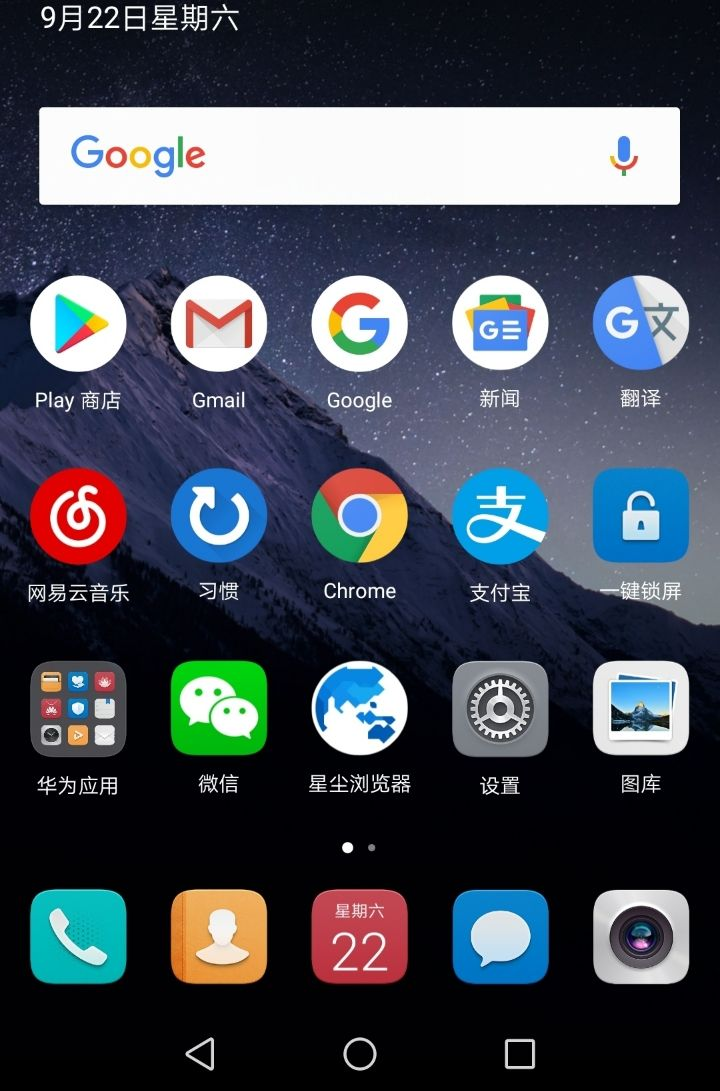 9月22日星期六
Google
Play 商店
Gmail
Google
新闻
翻译
网易云音乐
习惯
Chrome
支付宝
一键锁屏
华为应用
微信
星尘浏览器
设置
图库
星期六
22